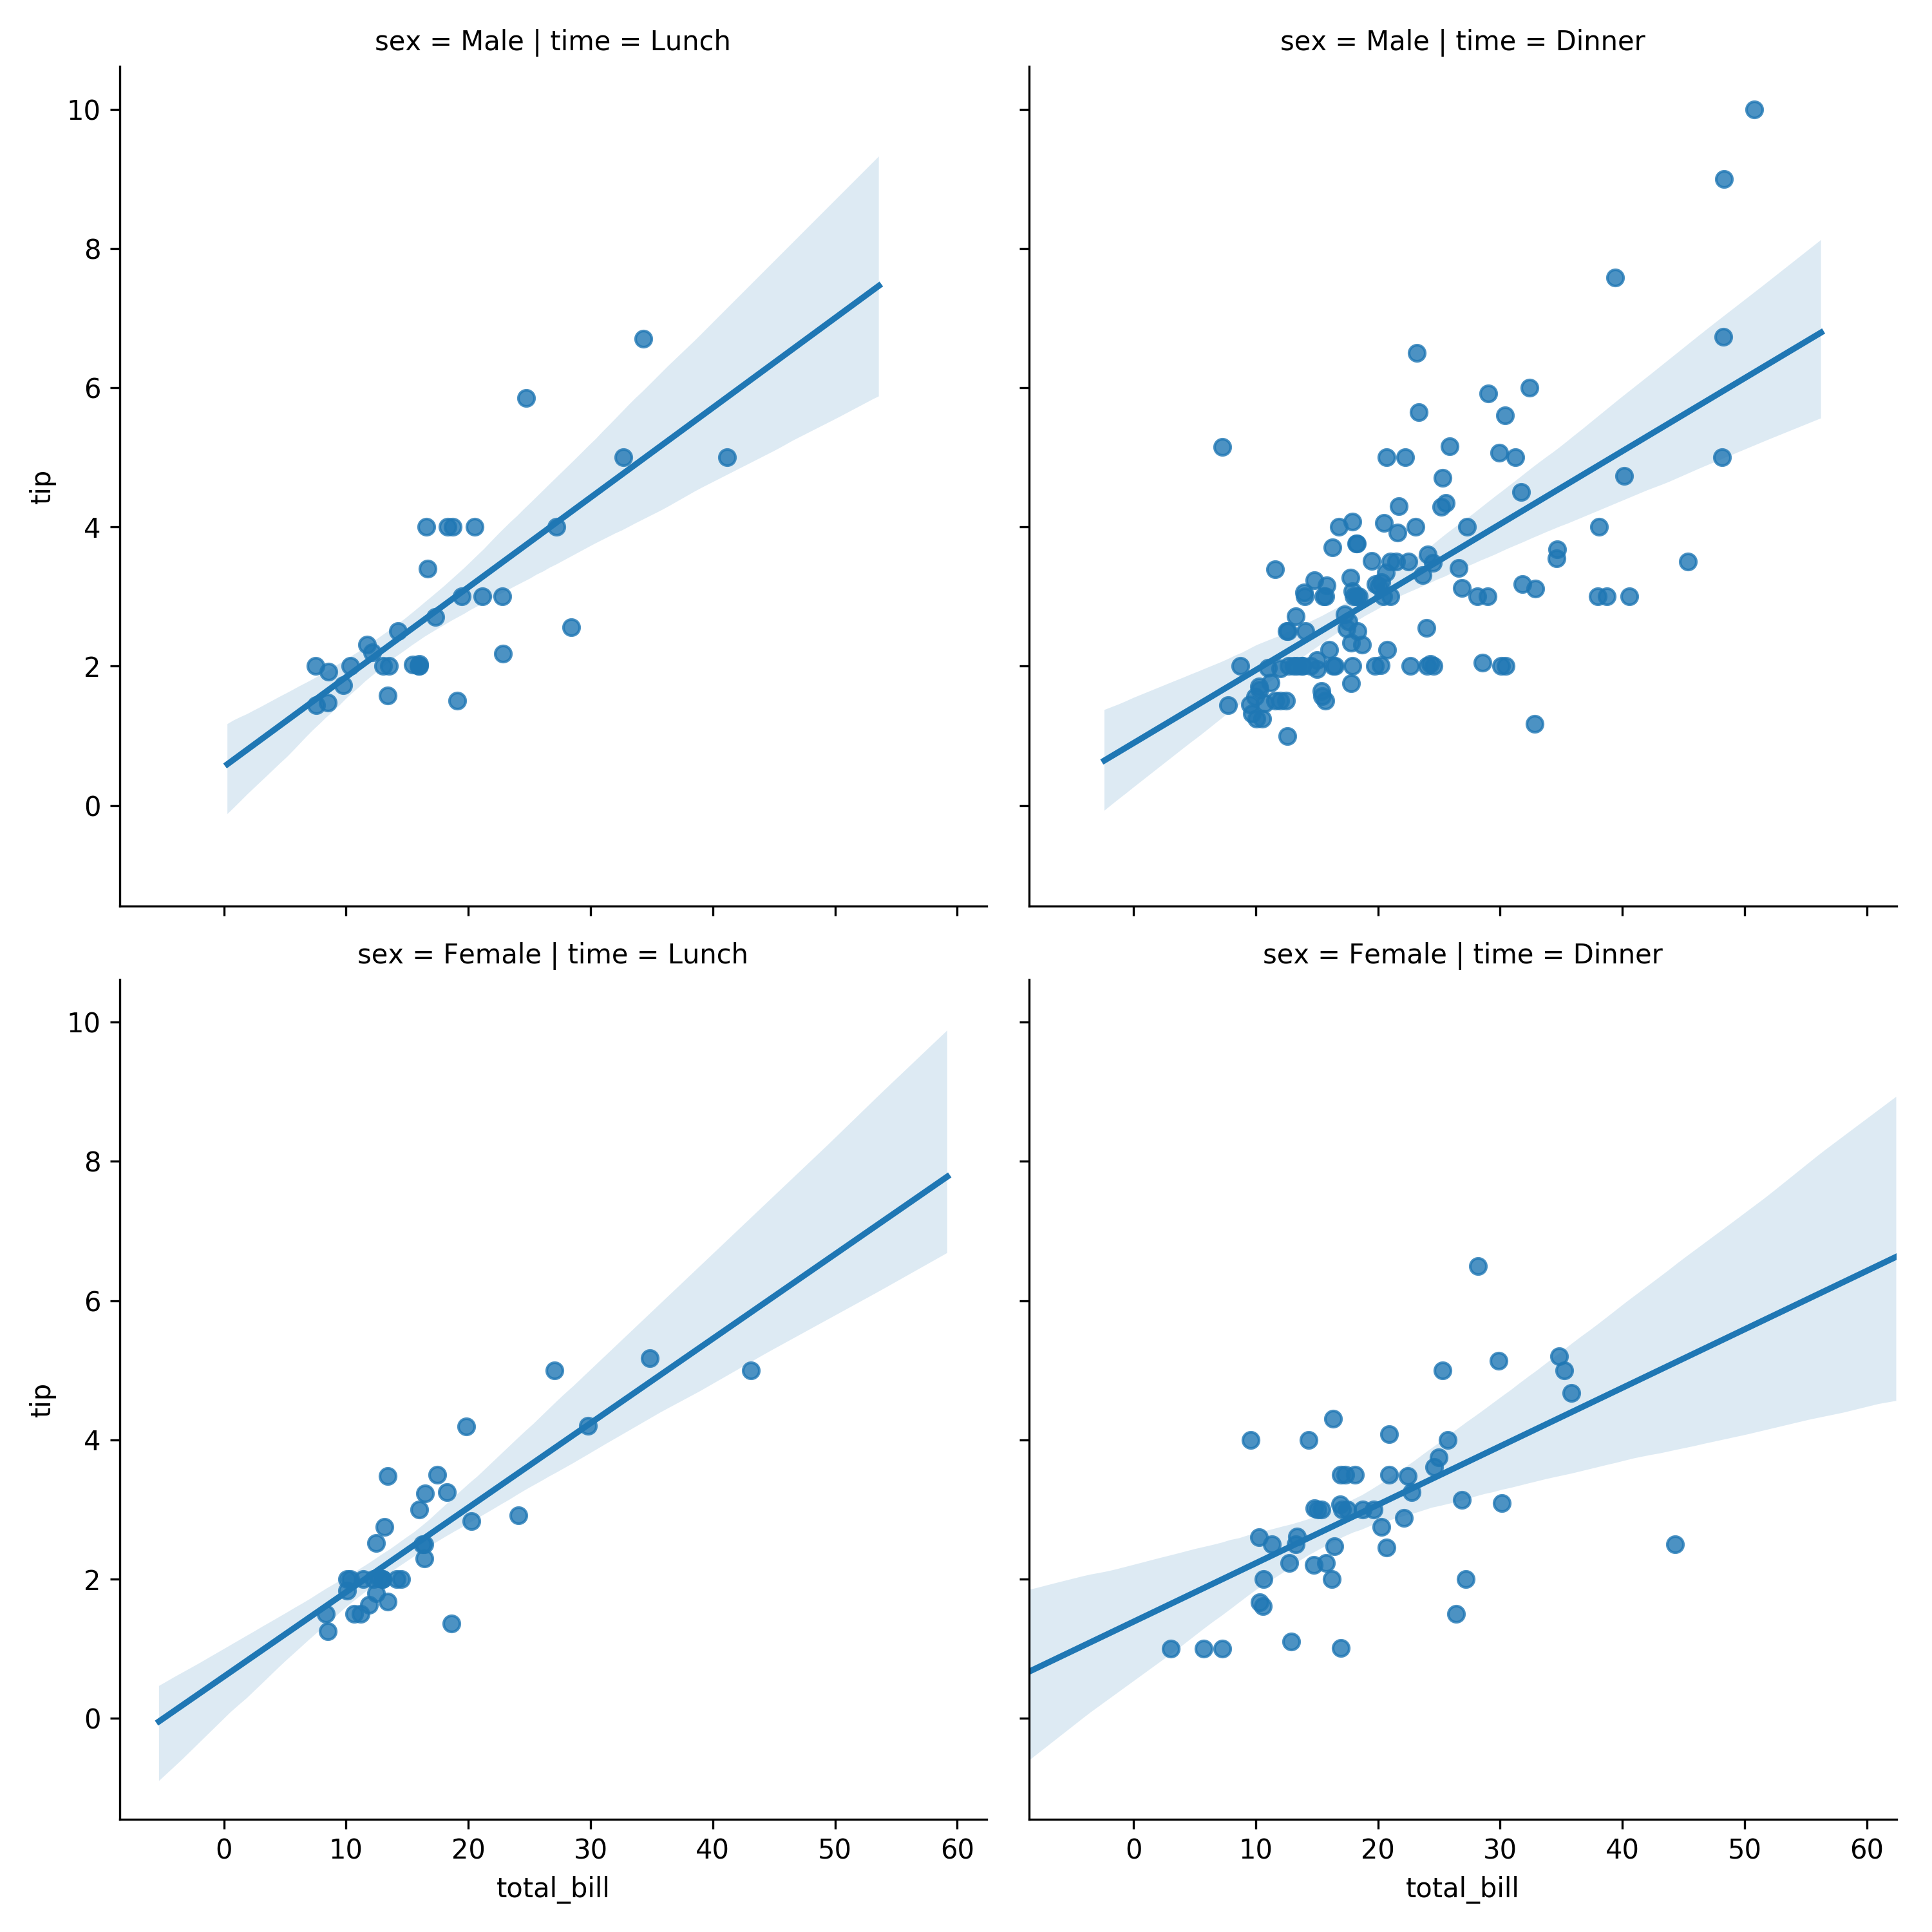 sex = Male | time = Lunch
sex = Male | time = Dinner
10
8
6
4
2
0
tip
sex = Female | time = Lunch
sex = Female | time = Dinner
10
8
6
4
2
0
tip
0 10 20 30 40 50 60
0 10 20 30 40 50 60
total_bill
total_bill